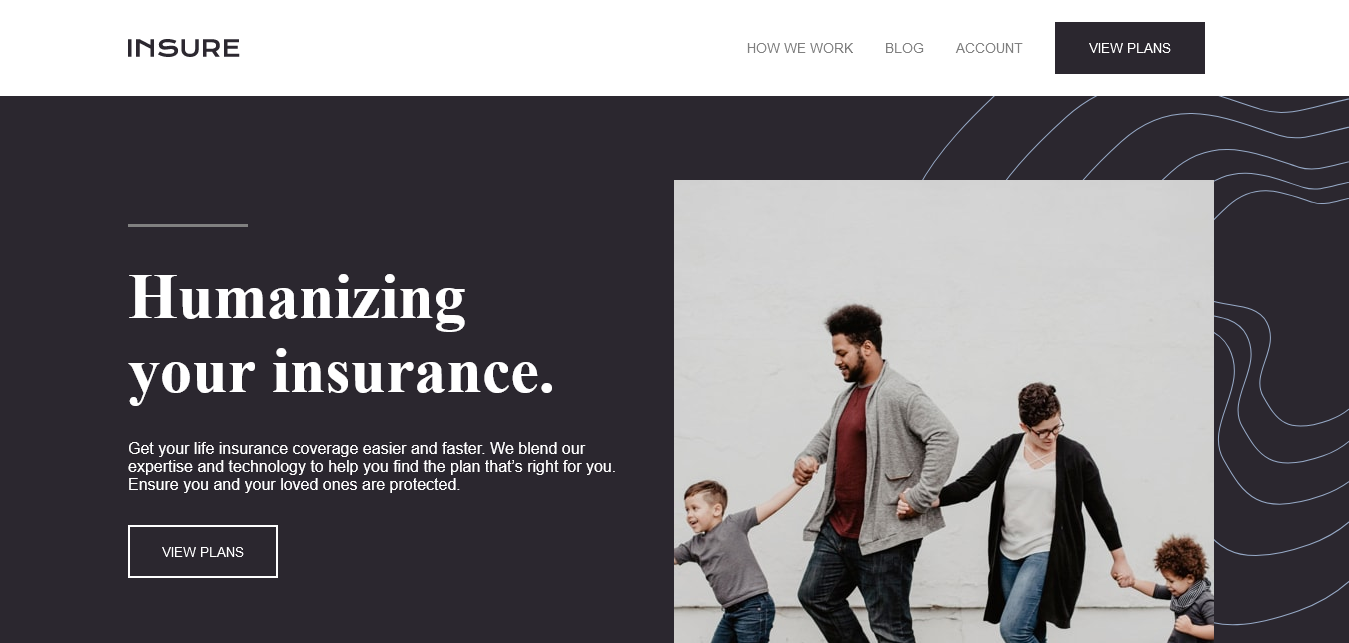 INSURE
HOW WE WORK
BLOG
ACCOUNT
VIEW PLANS
Humanizing
your insurance.
Get your life insurance coverage easier and faster. We blend our
expertise and technology to help you find the plan that’s right for you.
Ensure you and your loved ones are protected.
VIEW PLANS